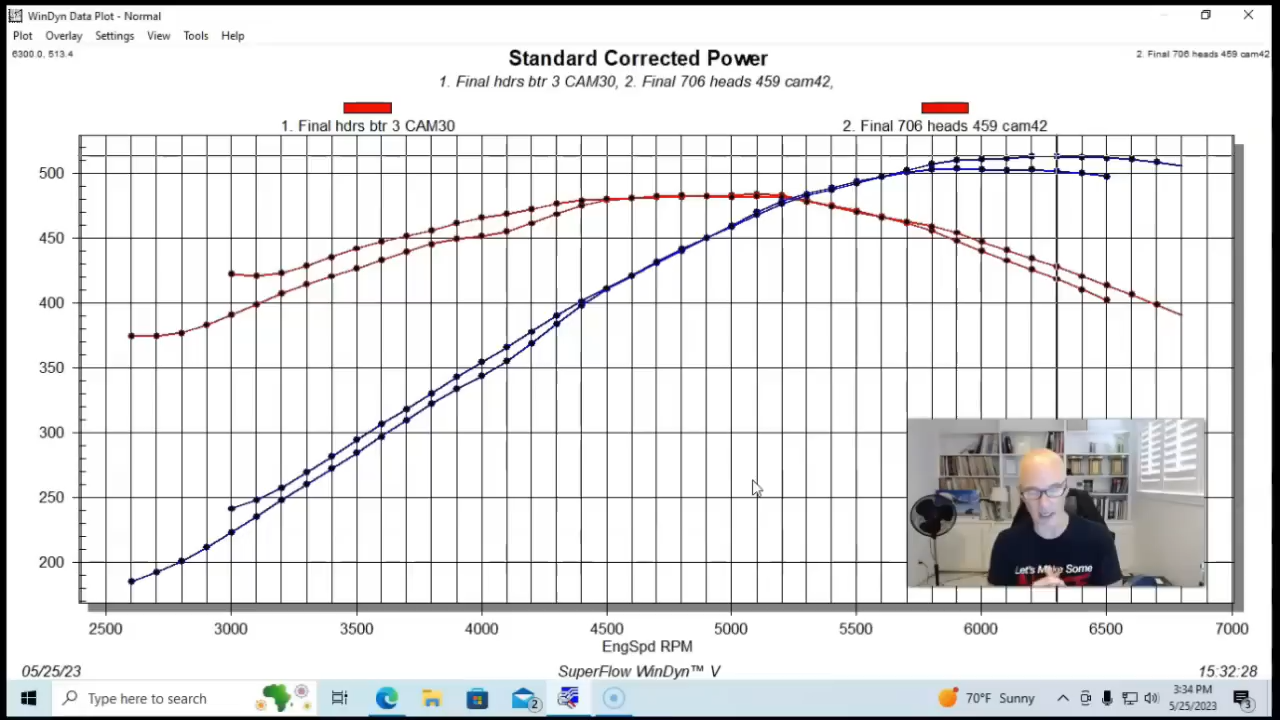 WinDyn Data Plot - Normal
Plot Overlay Settings View Tools Help
6300.0, 513.4
2. Final 706 heads 459 cam42
Standard Corrected Power
1. Final hdrs btr 3 CAM30, 2. Final 706 heads 459 cam42,
1. Final hdrs btr 3 CAM30
2. Final 706 heads 459 cam42
500
450
400
350
300
250
200
2500 3000 3500 4000 4500 5000 5500 6000 6500 7000
EngSpd RPM
Let's Make Some
05/25/23
SuperFlow WinDyn™ V
15:32:28
Type here to search
2
70°F Sunny
3:34 PM
5/25/2023
3